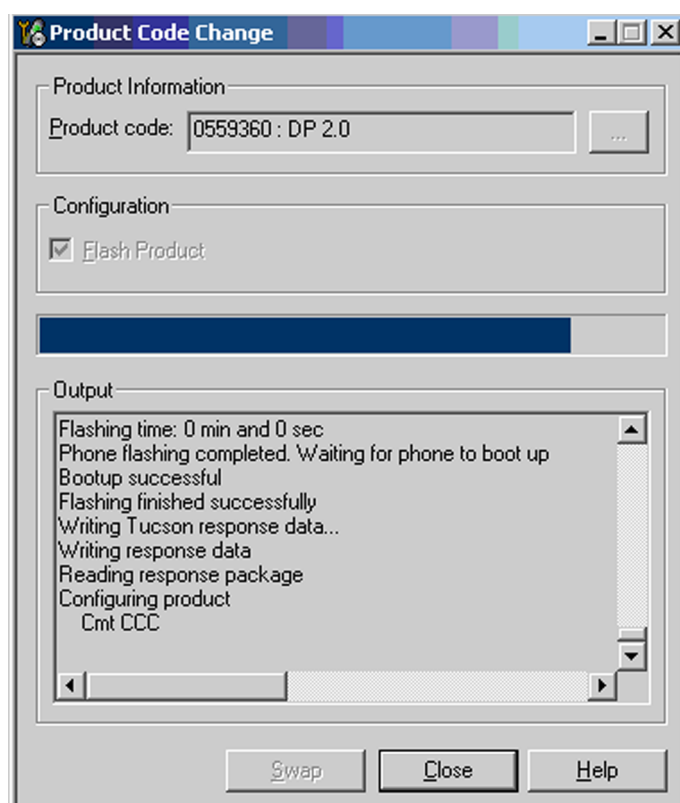 Product Code Change
Product Information
Product code: 0559360 : DP 2.0
...
Configuration
Flash Product
Output
Flashing time: 0 min and 0 sec
Phone flashing completed. Waiting for phone to boot up
Bootup successful
Flashing finished successfully
Writing Tucson response data...
Writing response data
Reading response package
Configuring product
Cmt CCC
Swap Close Help